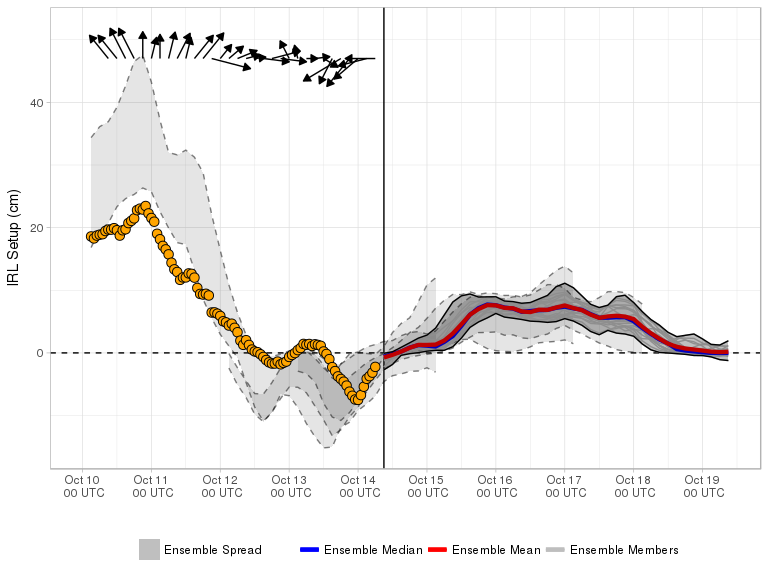 IRL Setup (cm)
40
20
0
Oct 10 Oct 11 Oct 12 Oct 13 Oct 14 Oct 15 Oct 16 Oct 17 Oct 18 Oct 19
00 UTC 00 UTC 00 UTC 00 UTC 00 UTC 00 UTC 00 UTC 00 UTC 00 UTC 00 UTC
Ensemble Spread Ensemble Median Ensemble Mean Ensemble Members